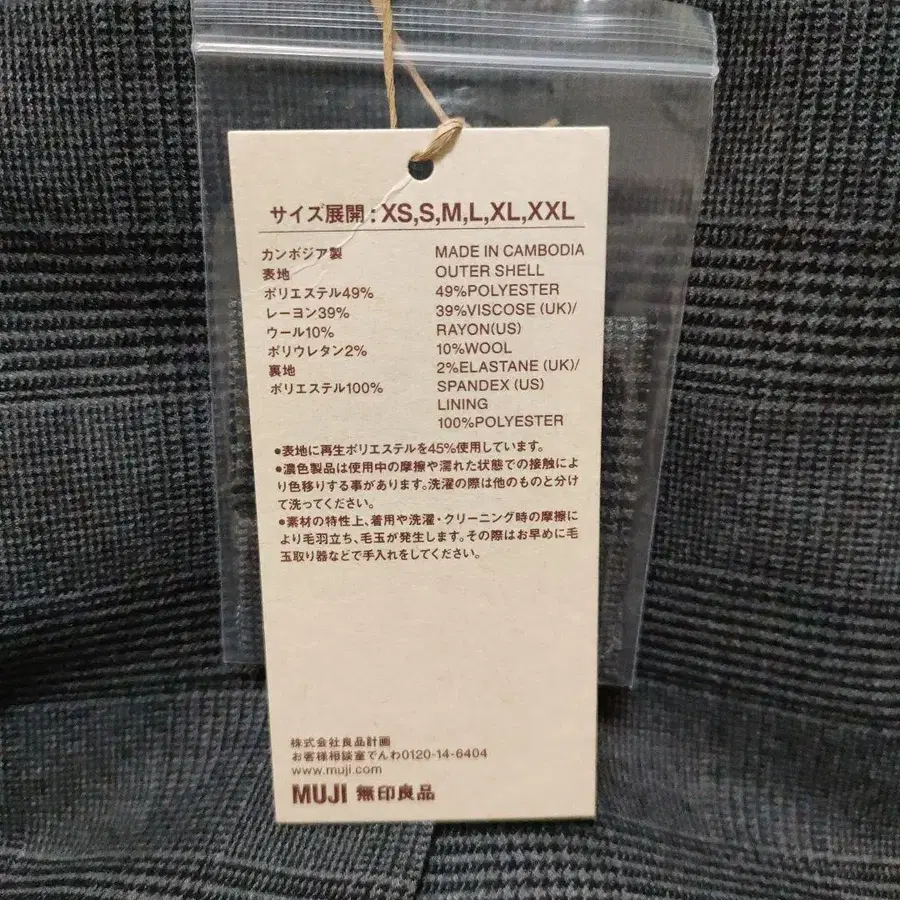 サイズ展開:XS,S,M,L,XL,XXL
カンボジア製
表地
ポリエステル49%
レーヨン39%
ウール10%
ポリウレタン2%
裏地
ポリエステル100%
MADE IN CAMBODIA
OUTER SHELL
49%POLYESTER
39%VISCOSE (UK)/
RAYON(US)
10%WOOL
2%ELASTANE (UK)/
SPANDEX (US)
LINING
100%POLYESTER
●表地に再生ポリエステルを45%使用しています。
●濃色製品は使用中の摩擦や濡れた状態での接触によ
り色移りする事があります。洗濯の際は他のものと分け
て洗ってください。
●素材の特性上、着用や洗濯・クリーニング時の摩擦に
より毛羽立ち、毛玉が発生します。その際はお早めに毛
玉取り器などで手入れをしてください。
株式会社良品計画
お客様相談室でんわ0120-14-6404
www.muji.com
MUJI 無印良品